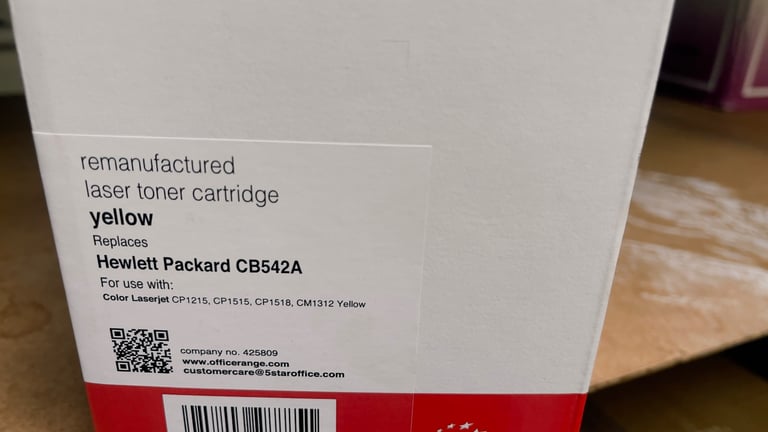 remanufactured
laser toner cartridge
yellow
Replaces
Hewlett Packard CB542A
For use with:
Color Laserjet CP1215, CP1515, CP1518, CM1312 Yellow
company no. 425809
www.officerange.com
customercare@5staroffice.com